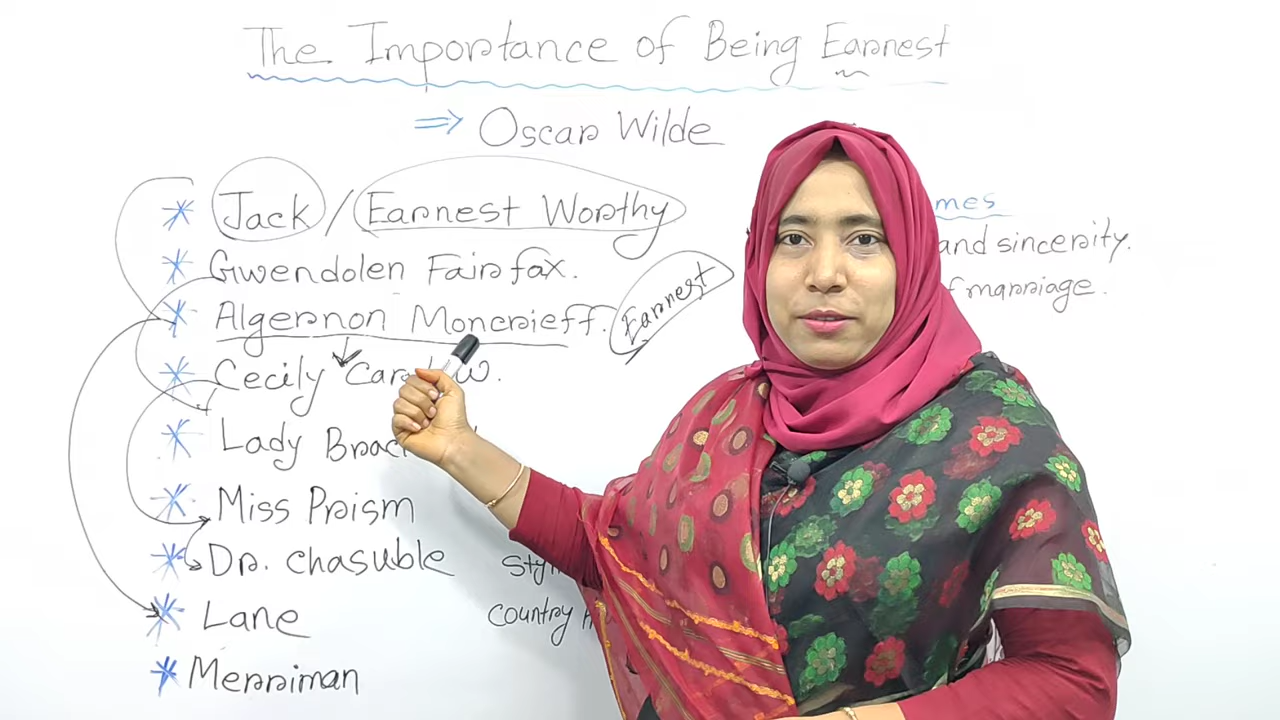 The Importance of Being Earnest
⇒ Oscar Wilde
* Jack / Earnest Worthy
* Gwendolen Fairfax.
* Algernon Moncrieff.
Earnest
* Cecily
* Lady
* Miss Prism
* Dr. Chasuble
* Lane
Country
* Merriman
and sincerity.
marriage.